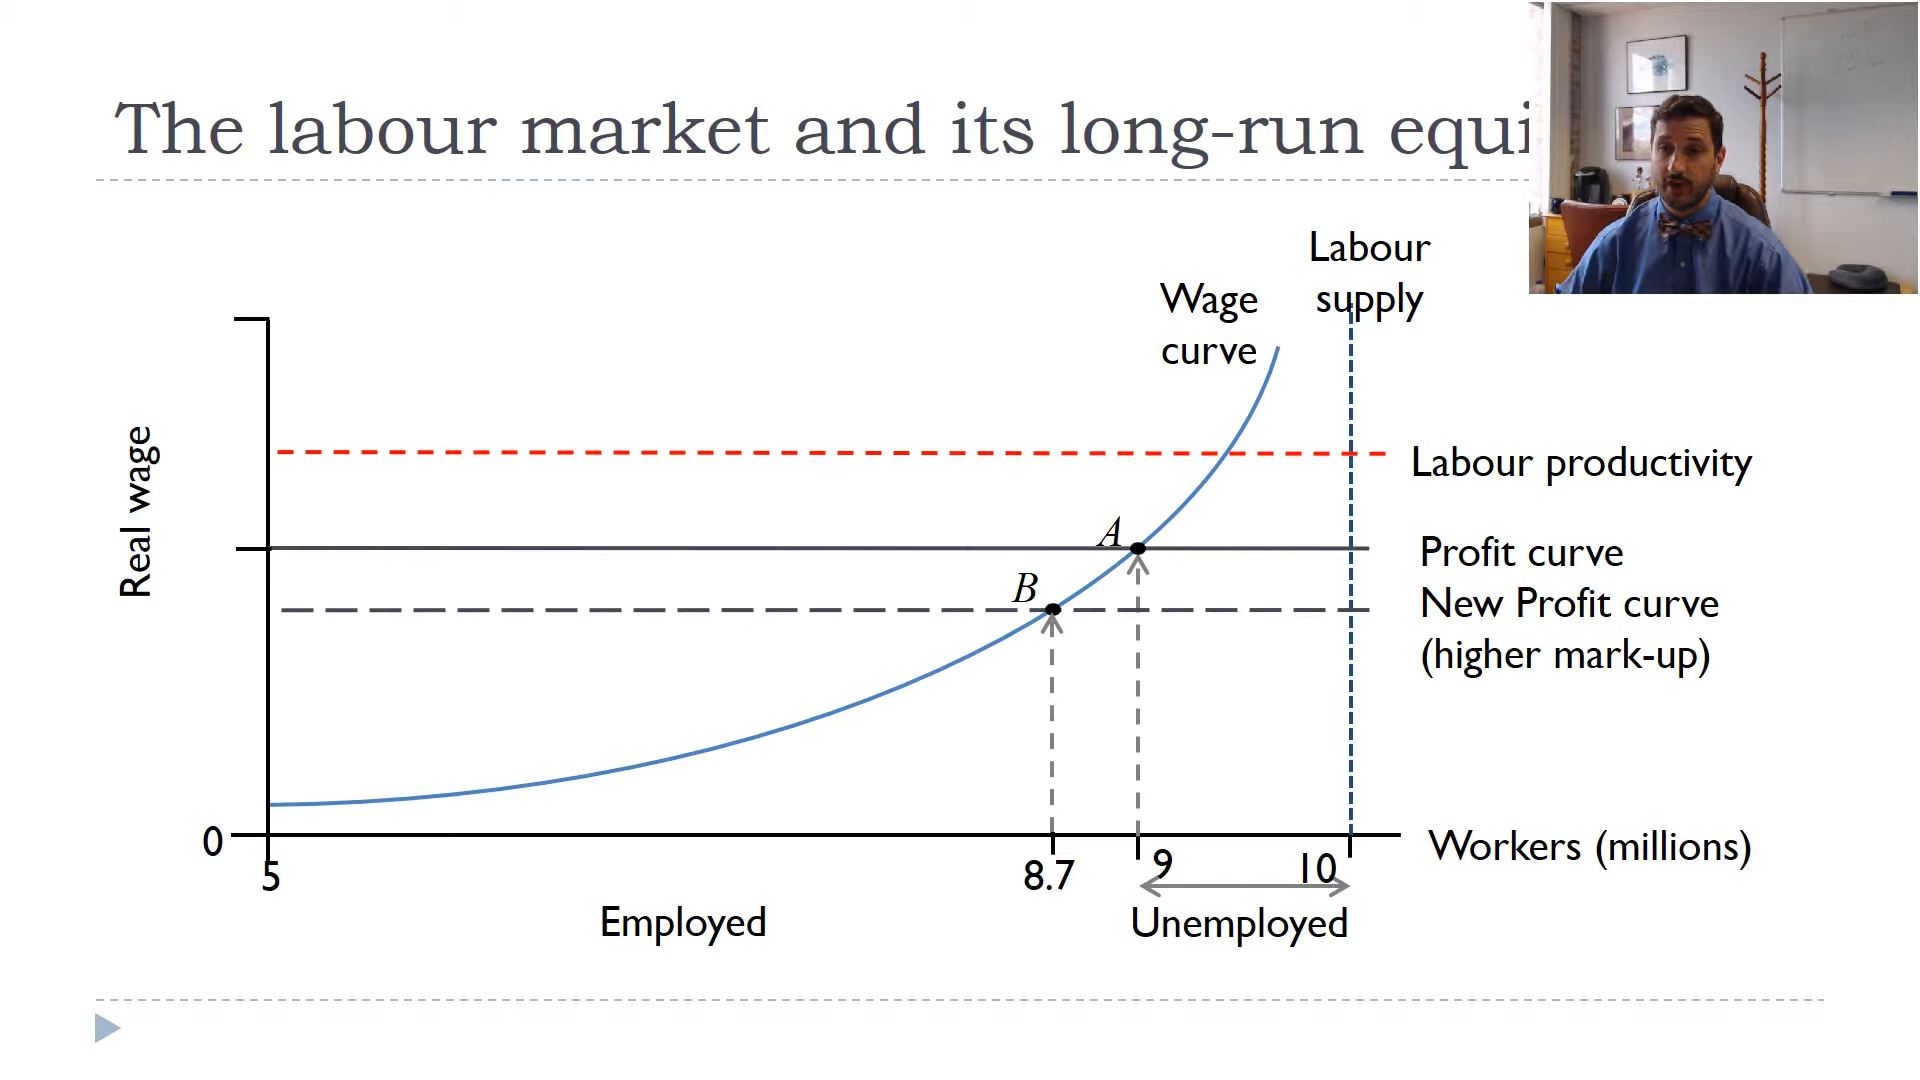 The labour market and its long-run equi
Labour
supply
Wage
curve
Real wage
Labour productivity
A
Profit curve
B
New Profit curve
(higher mark-up)
0
5
8.7
9
10
Workers (millions)
Employed
Unemployed